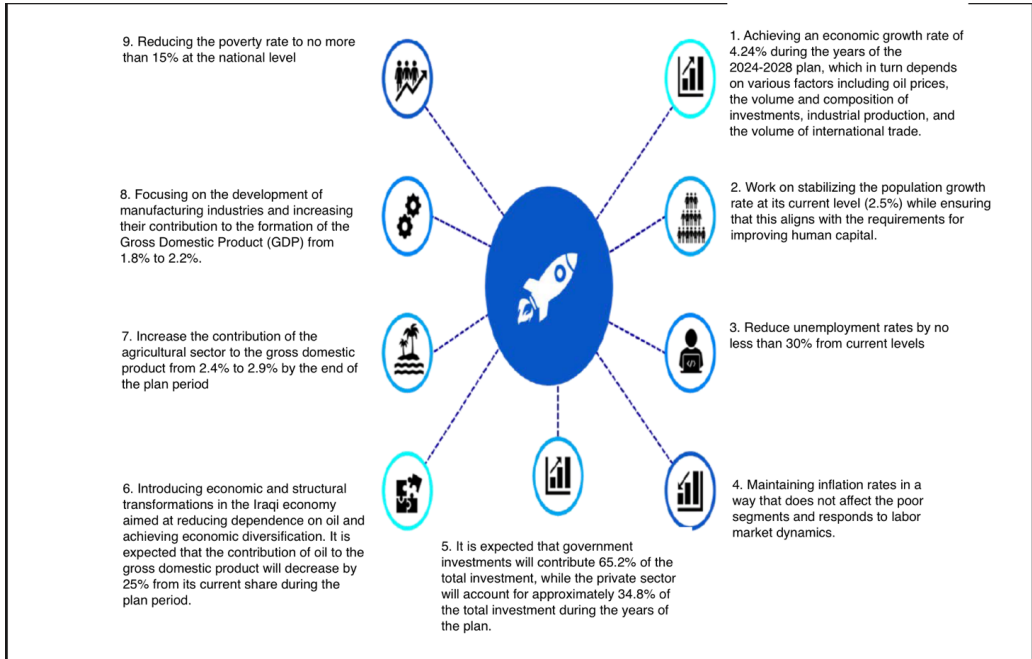 1. Achieving an economic growth rate of
4.24% during the years of the
2024-2028 plan, which in turn depends
on various factors including oil prices,
the volume and composition of
investments, industrial production, and
the volume of international trade.
2. Work on stabilizing the population growth
rate at its current level (2.5%) while ensuring
that this aligns with the requirements for
improving human capital.
3. Reduce unemployment rates by no
less than 30% from current levels
4. Maintaining inflation rates in a
way that does not affect the poor
segments and responds to labor
market dynamics.
5. It is expected that government
investments will contribute 65.2% of the
total investment, while the private sector
will account for approximately 34.8% of
the total investment during the years of
the plan.
6. Introducing economic and structural
transformations in the Iraqi economy
aimed at reducing dependence on oil and
achieving economic diversification. It is
expected that the contribution of oil to the
gross domestic product will decrease by
25% from its current share during the
plan period.
7. Increase the contribution of the
agricultural sector to the gross domestic
product from 2.4% to 2.9% by the end of
the plan period
8. Focusing on the development of
manufacturing industries and increasing
their contribution to the formation of the
Gross Domestic Product (GDP) from
1.8% to 2.2%.
9. Reducing the poverty rate to no more
than 15% at the national level